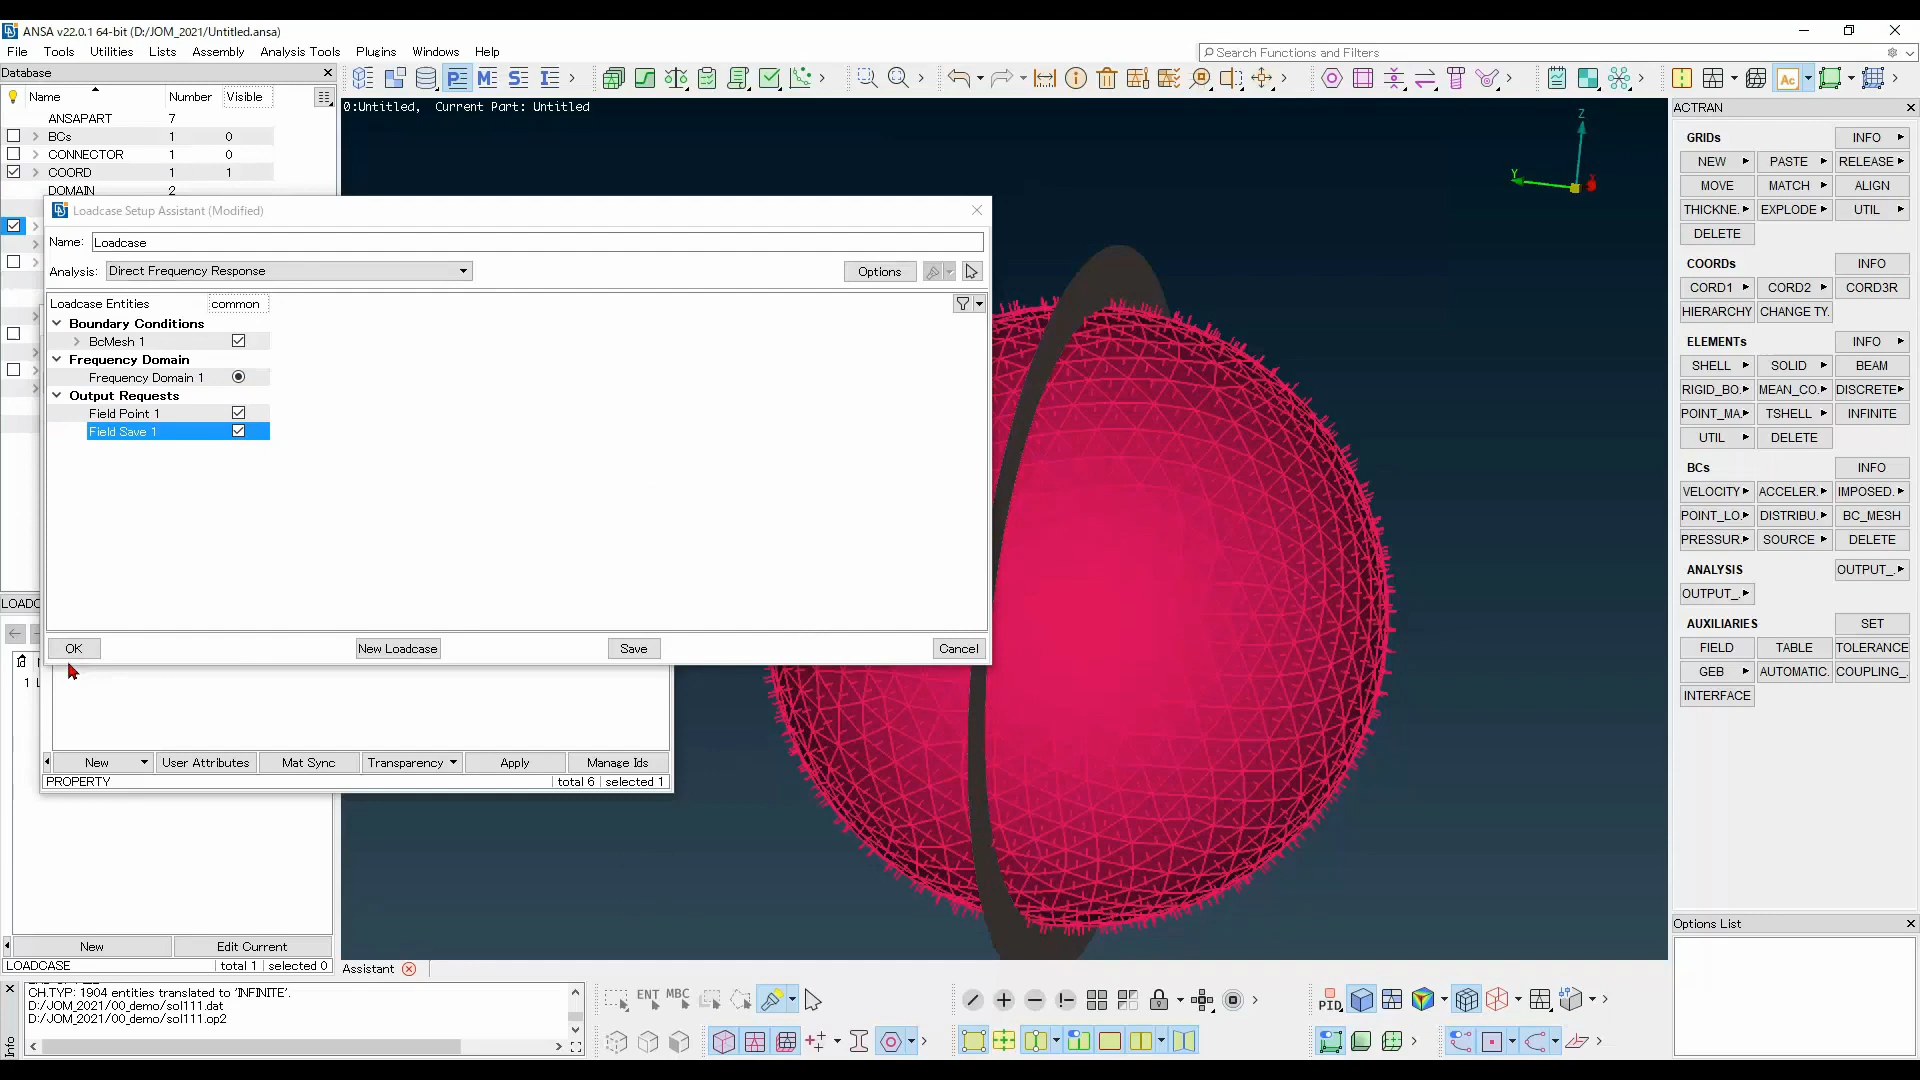 ANSA v22.0.1 64-bit (D:/JOM_2021/Untitled.ansa)
File Tools Utilities Lists Assembly Analysis Tools Plugins Windows Help
Search Functions and Filters
Database
Name Number Visible
ANSAPART 7
BCs 1 0
CONNECTOR 1 0
COORD 1 1
DOMAIN 2
0:Untitled, Current Part: Untitled
Z
Y
Loadcase Setup Assistant (Modified)
Name: Loadcase
Analysis: Direct Frequency Response
Options
Loadcase Entities common
Boundary Conditions
BcMesh 1
Frequency Domain
Frequency Domain 1
Output Requests
Field Point 1
Field Save 1
OK New Loadcase Save Cancel
New User Attributes Mat Sync Transparency Apply Manage Ids
PROPERTY total 6 selected 1
New Edit Current
LOADCASE total 1 selected 0
Assistant
CH.TYP: 1904 entities translated to 'INFINITE'.
D:/JOM_2021/00_demo/sol111.dat
D:/JOM_2021/00_demo/sol111.op2
Info
ENT MBC
PID
ACTRAN
GRIDs INFO
NEW PASTE RELEASE
MOVE MATCH ALIGN
THICKNE. EXPLODE UTIL
DELETE
COORDs INFO
CORD1 CORD2 CORD3R
HIERARCHY CHANGE TY.
ELEMENTs INFO
SHELL SOLID BEAM
RIGID_BO. MEAN_CO. DISCRETE
POINT_MA. TSHELL INFINITE
UTIL DELETE
BCs INFO
VELOCITY ACCELER. IMPOSED.
POINT_LO. DISTRIBU. BC_MESH
PRESSUR. SOURCE DELETE
ANALYSIS OUTPUT_.
OUTPUT_.
AUXILIARIES SET
FIELD TABLE TOLERANCE
GEB AUTOMATIC. COUPLING_.
INTERFACE
Options List